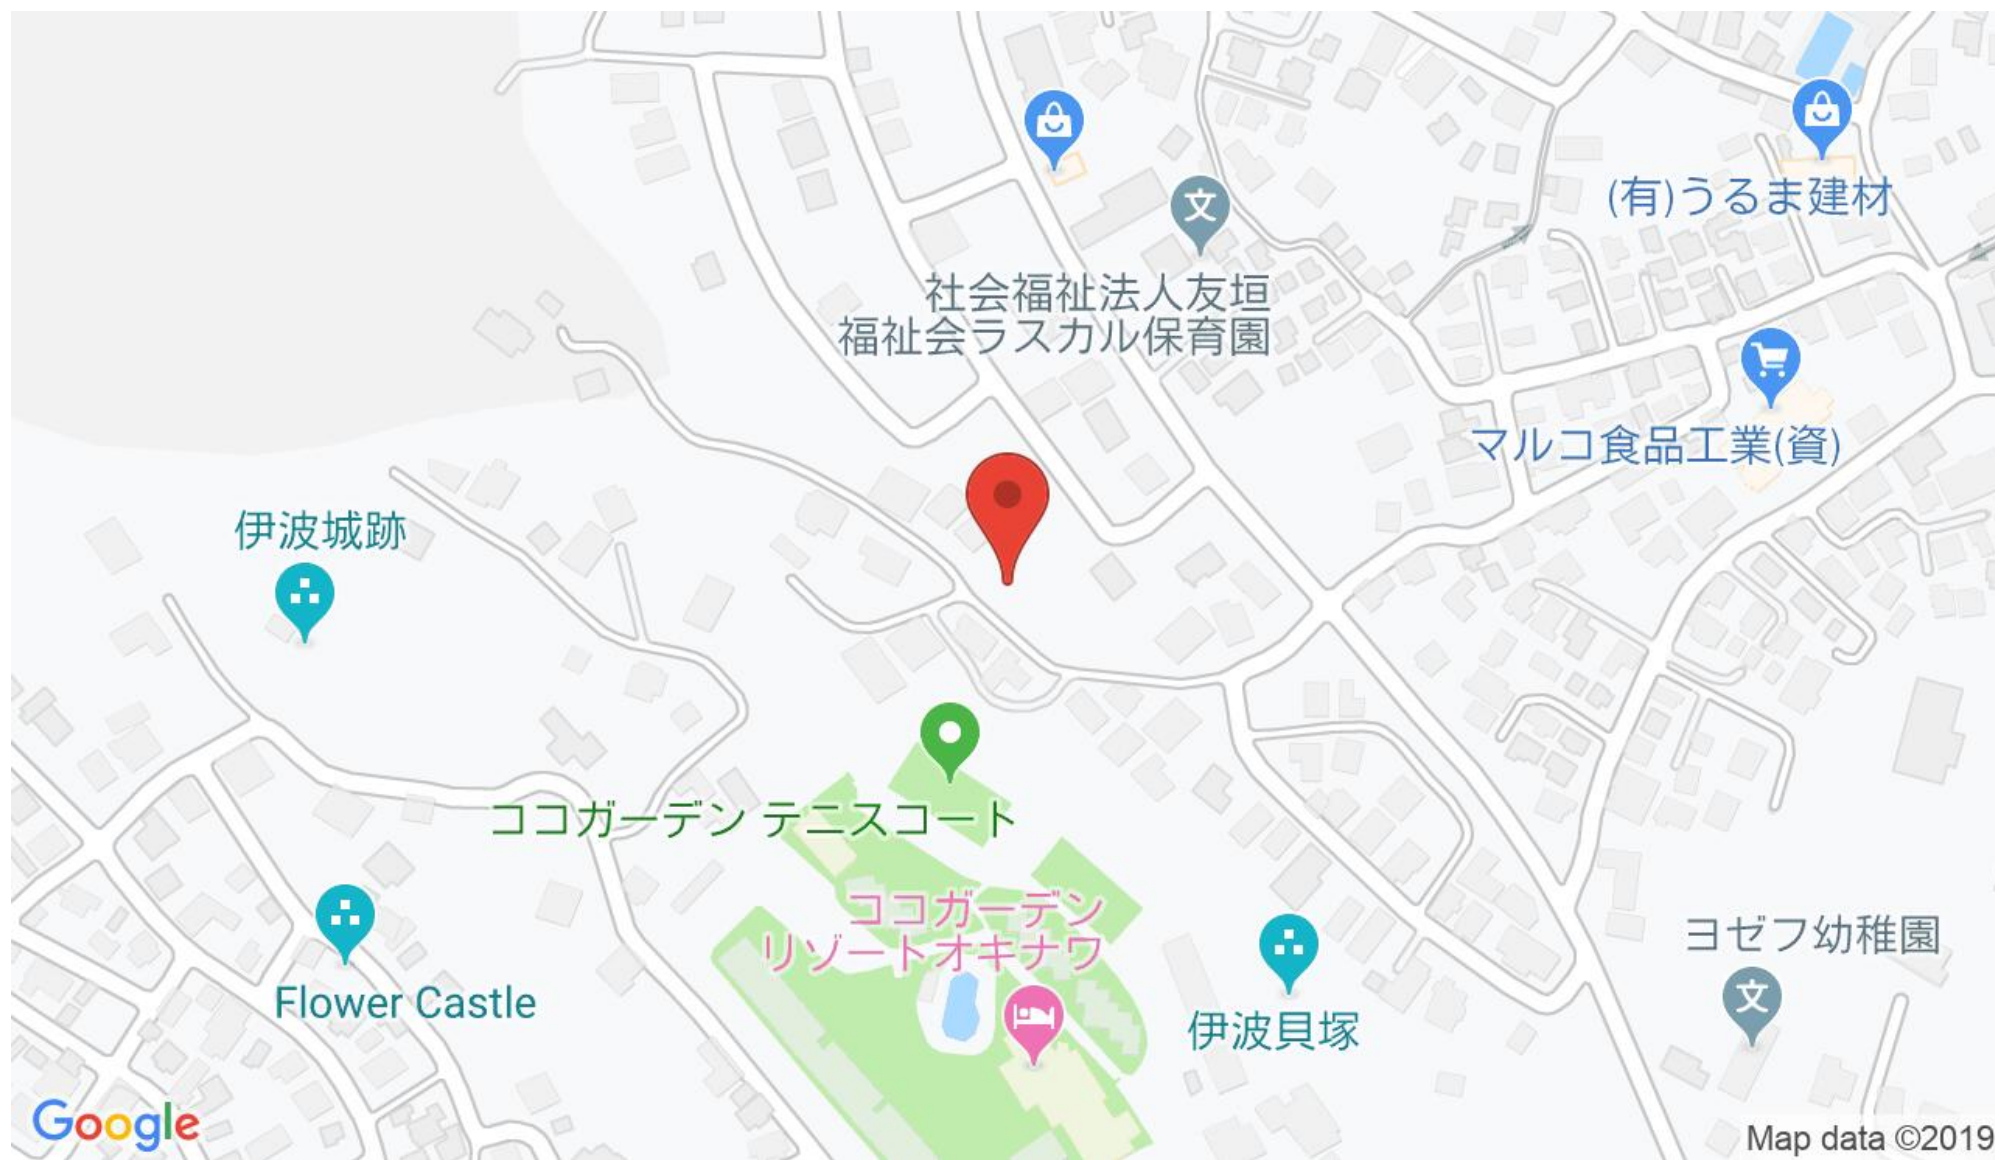 (有)うるま建材
社会福祉法人友垣
福祉会ラスカル保育園
マルコ食品工業(資)
伊波城跡
ココガーデン テニスコート
ココガーデン
リゾートオキナワ
ヨゼフ幼稚園
Flower Castle
伊波貝塚
文
文
Google
Map data ©2019